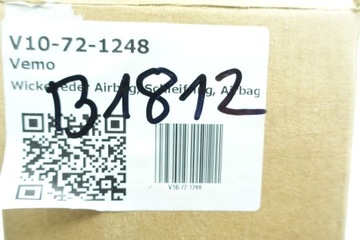 V10-72-1248
Vemo
Wickelfeder Airbag, Schleifring, Airbag
B1812
V10-72-1248